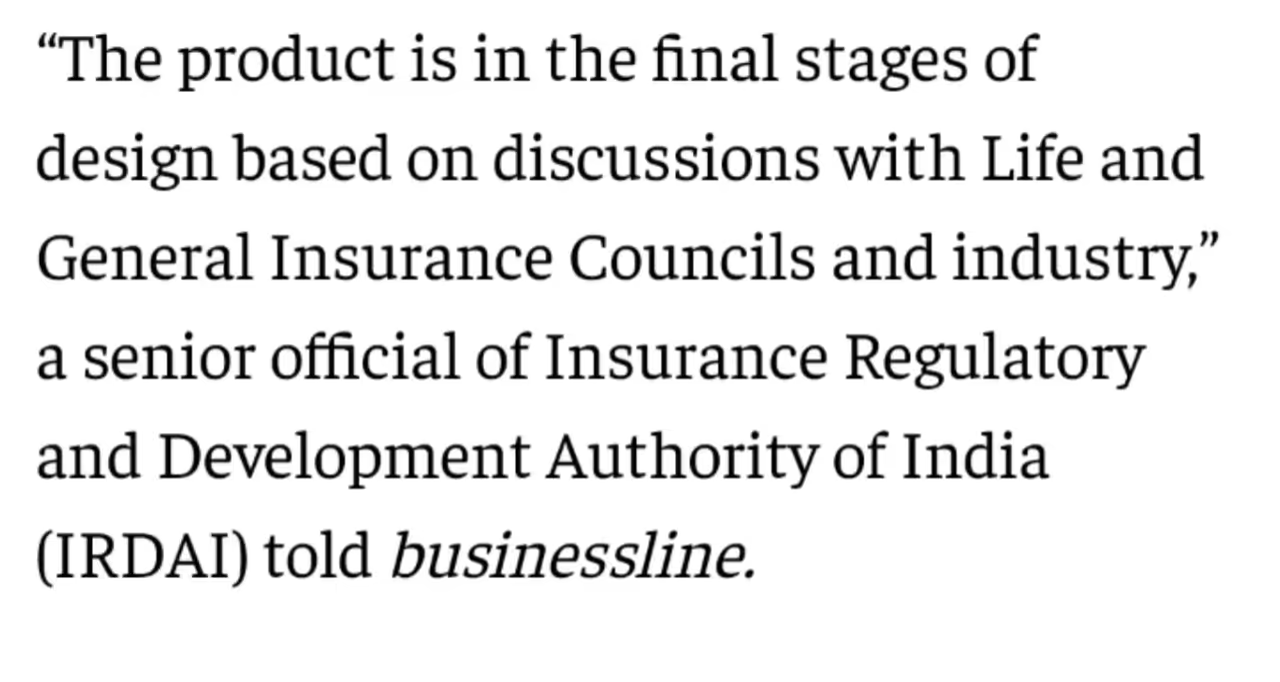 “The product is in the final stages of
design based on discussions with Life and
General Insurance Councils and industry,”
a senior official of Insurance Regulatory
and Development Authority of India
(IRDAI) told businessline.